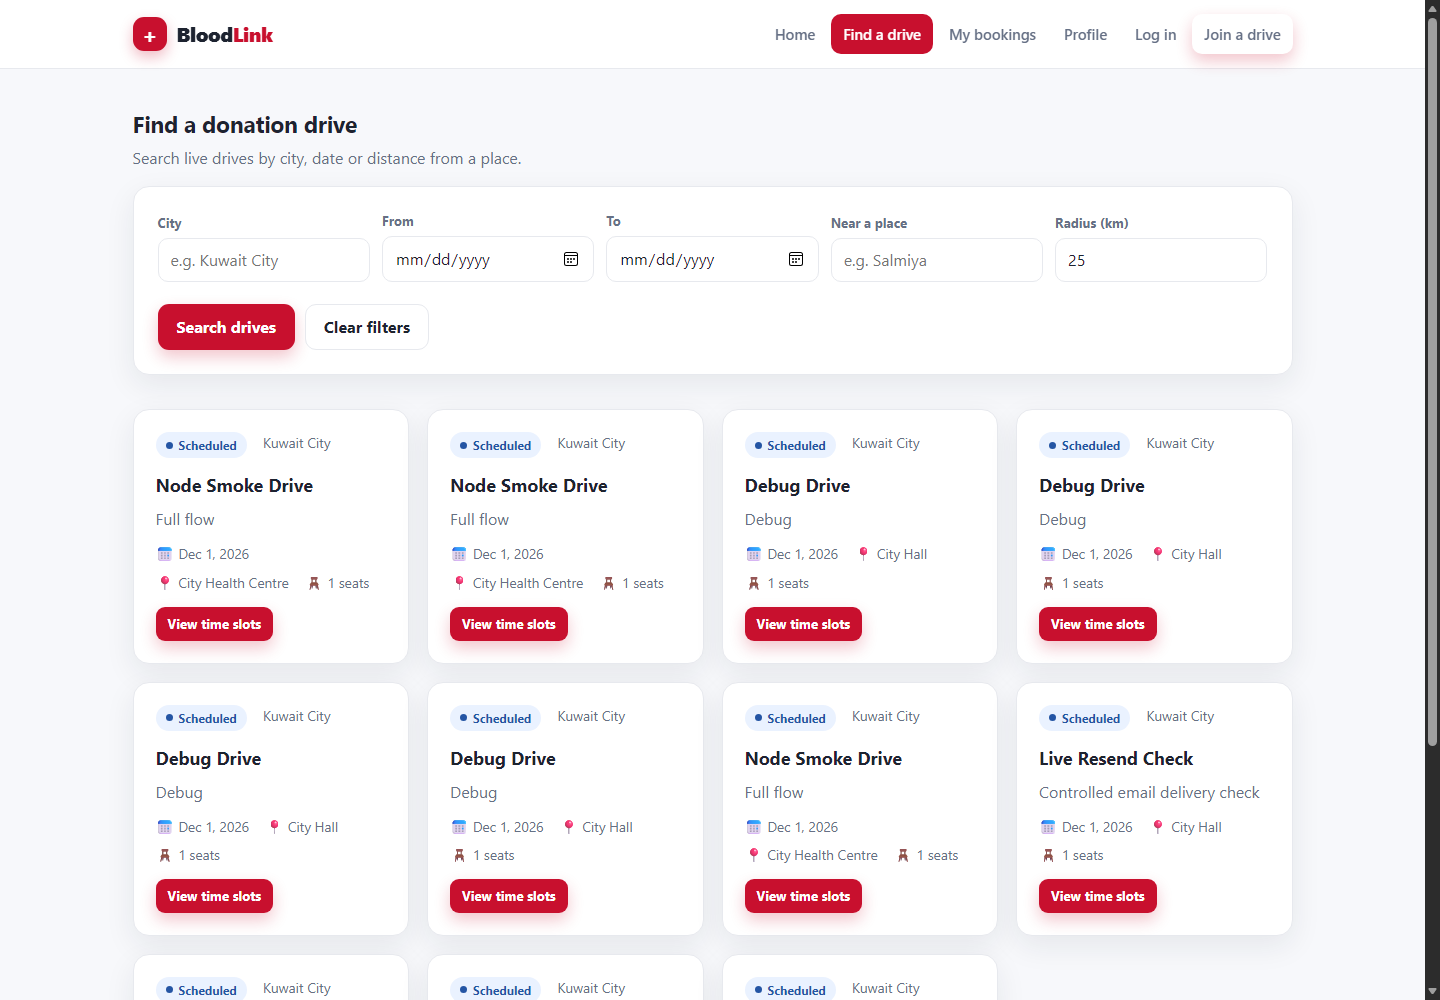 + BloodLink
Home Find a drive My bookings Profile Log in Join a drive
Find a donation drive
Search live drives by city, date or distance from a place.
City From To Near a place Radius (km)
e.g. Kuwait City mm/dd/yyyy mm/dd/yyyy e.g. Salmiya 25
Search drives Clear filters
Scheduled Kuwait City
Node Smoke Drive
Full flow
Dec 1, 2026
City Health Centre 1 seats
View time slots
Scheduled Kuwait City
Node Smoke Drive
Full flow
Dec 1, 2026
City Health Centre 1 seats
View time slots
Scheduled Kuwait City
Debug Drive
Debug
Dec 1, 2026 City Hall
1 seats
View time slots
Scheduled Kuwait City
Debug Drive
Debug
Dec 1, 2026 City Hall
1 seats
View time slots
Scheduled Kuwait City
Debug Drive
Debug
Dec 1, 2026 City Hall
1 seats
View time slots
Scheduled Kuwait City
Debug Drive
Debug
Dec 1, 2026 City Hall
1 seats
View time slots
Scheduled Kuwait City
Node Smoke Drive
Full flow
Dec 1, 2026
City Health Centre 1 seats
View time slots
Scheduled Kuwait City
Live Resend Check
Controlled email delivery check
Dec 1, 2026 City Hall
1 seats
View time slots
Scheduled Kuwait City
Scheduled Kuwait City
Scheduled Kuwait City